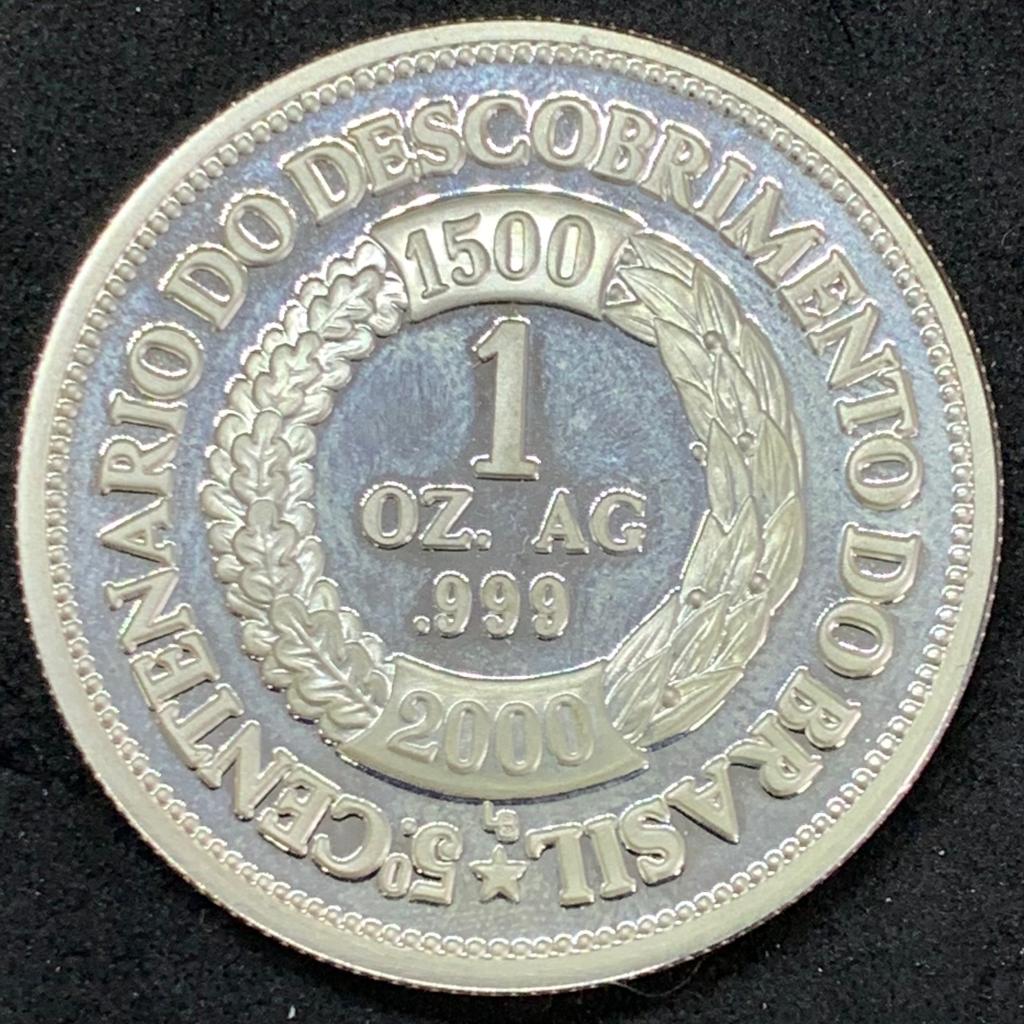 5º CENTENARIO DO DESCOBRIMENTO DO BRASIL
1500
1
OZ. AG
.999
2000